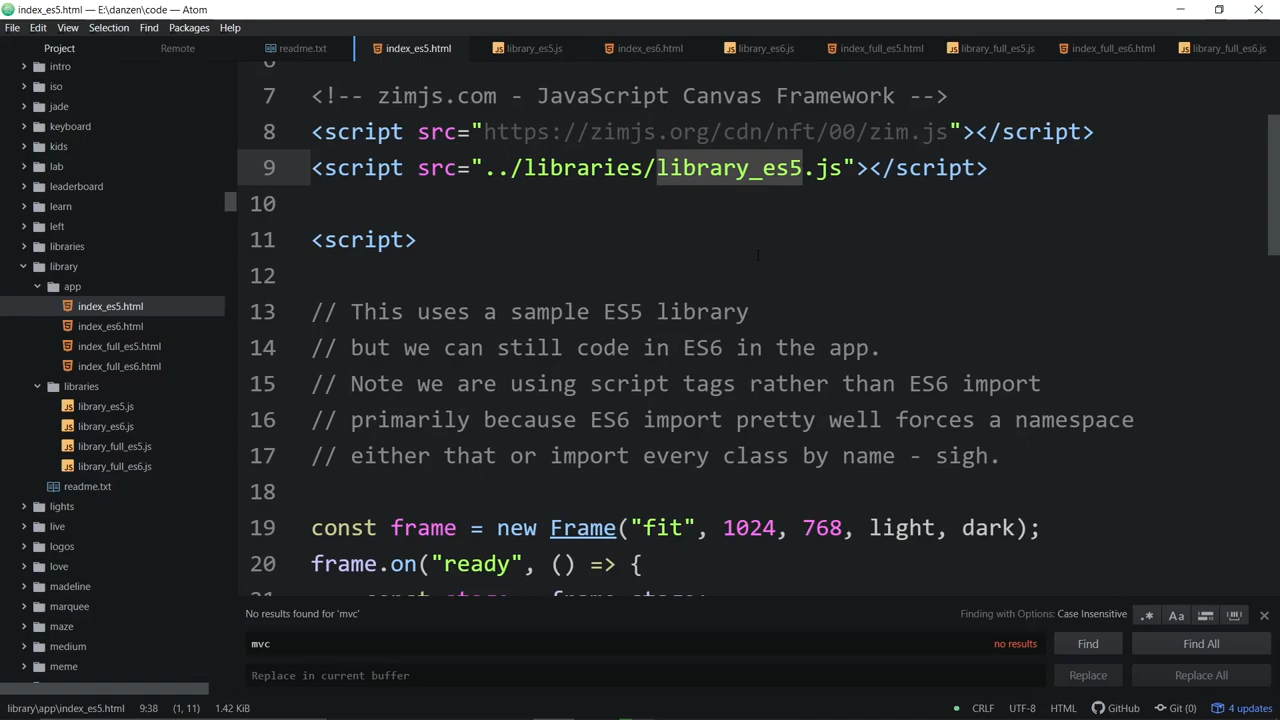 index_es5.html — E:\danzen\code — Atom
File Edit View Selection Find Packages Help
Project Remote readme.txt index_es5.html library_es5.js index_es6.html library_es6.js index_full_es5.html library_full_es5.js index_full_es6.html library_full_es6.js
intro
iso
jade
keyboard
kids
lab
leaderboard
learn
left
libraries
library
app
index_es5.html
index_es6.html
index_full_es5.html
index_full_es6.html
libraries
library_es5.js
library_es6.js
library_full_es5.js
library_full_es6.js
readme.txt
lights
live
logos
love
madeline
marquee
maze
medium
meme
7 <!-- zimjs.com - JavaScript Canvas Framework -->
8 <script src="https://zimjs.org/cdn/nft/00/zim.js"></script>
9 <script src="../libraries/library_es5.js"></script>
10
11 <script>
12
13 // This uses a sample ES5 library
14 // but we can still code in ES6 in the app.
15 // Note we are using script tags rather than ES6 import
16 // primarily because ES6 import pretty well forces a namespace
17 // either that or import every class by name - sigh.
18
19 const frame = new Frame("fit", 1024, 768, light, dark);
20 frame.on("ready", () => {
No results found for 'mvc' Finding with Options: Case Insensitive .* Aa
mvc no results Find Find All
Replace in current buffer Replace Replace All
library\app\index_es5.html 9:38 (1, 11) 1.42 KiB CRLF UTF-8 HTML GitHub Git (0) 4 updates